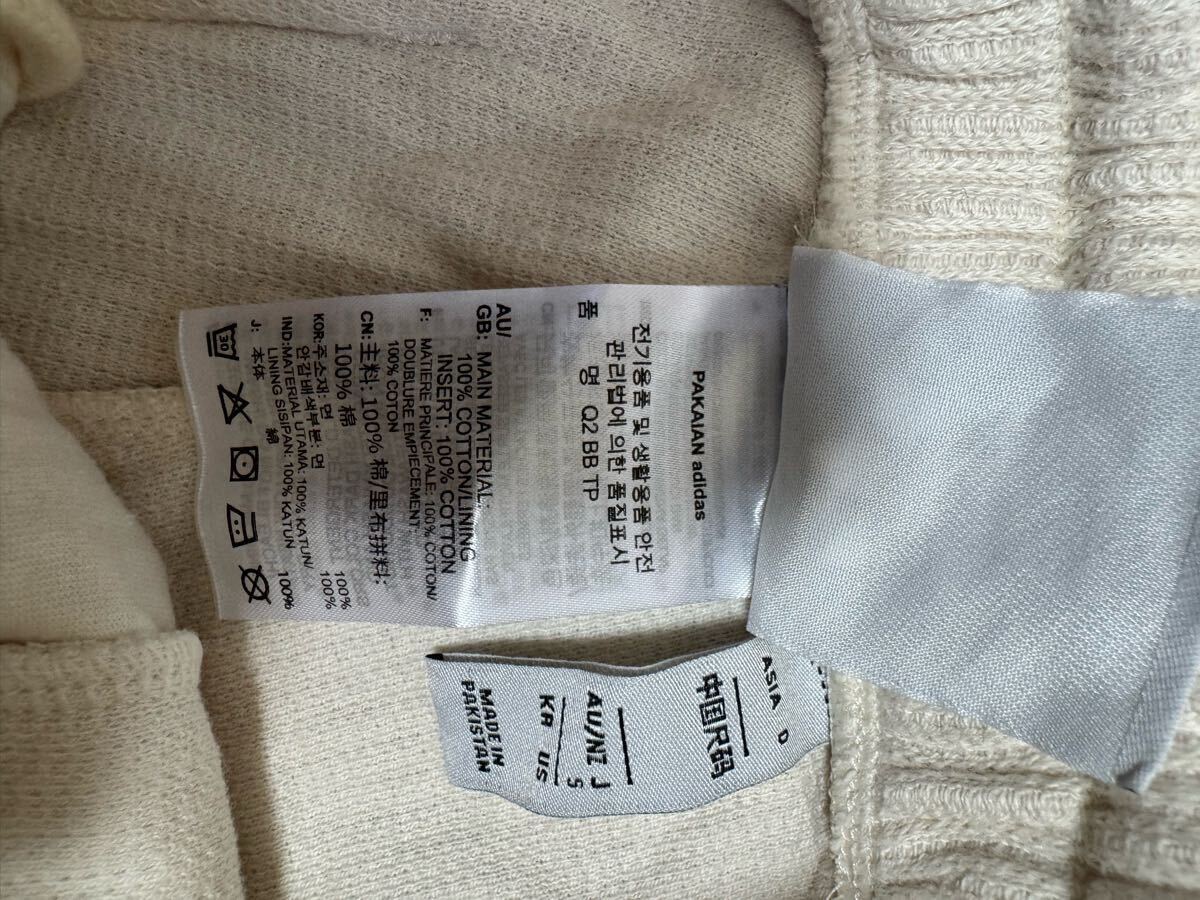 PAKAIAN adidas
전기용품 및 생활용품 안전
관리법에 의한 품질표시
품 명 Q2 BB TP
AU/
GB: MAIN MATERIAL:
100% COTTON/LINING
INSERT: 100% COTTON
F: MATIERE PRINCIPALE: 100% COTON/
DOUBLURE EMPIECEMENT:
100% COTON
CN:主料: 100% 棉/里布拼料:
100% 棉
KOR:주소재: 면 100%
안감배색부분: 면 100%
IND:MATERIAL UTAMA: 100% KATUN/
LINING SISIPAN: 100% KATUN
J: 本体 綿 100%
30
ASIA D
中国尺码
AU/NZ J S
KR US
MADE IN
PAKISTAN